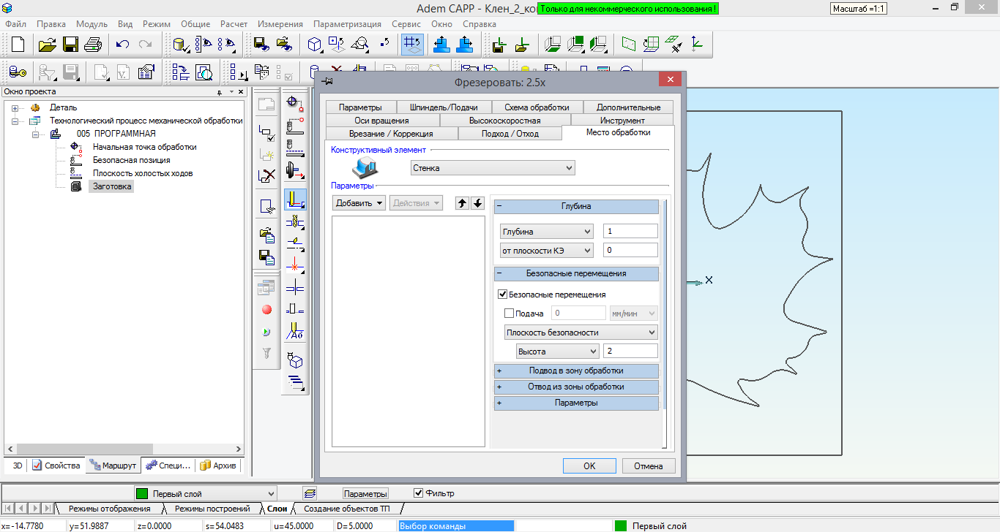 Adem CAPP - Клен_2_ко
Только для некоммерческого использования !
Масштаб =1:1
Файл Правка Модуль Вид Режим Общие Расчет Измерения Параметризация Сервис Окно Справка
Окно проекта
Деталь
Технологический процесс механической обработки
005 ПРОГРАММНАЯ
Начальная точка обработки
Безопасная позиция
Плоскость холостых ходов
Заготовка
3D Свойства Маршрут Специ... Архив
Фрезеровать: 2.5x
Параметры Шпиндель/Подачи Схема обработки Дополнительные
Оси вращения Высокоскоростная Инструмент
Врезание / Коррекция Подход / Отход Место обработки
Конструктивный элемент
Стенка
Параметры
Добавить Действия
Глубина
Глубина 1
от плоскости КЭ 0
Безопасные перемещения
Безопасные перемещения
Подача 0 мм/мин
Плоскость безопасности
Высота 2
Подвод в зону обработки
Отвод из зоны обработки
Параметры
OK Отмена
X
Первый слой Параметры Фильтр
Режимы отображения Режимы построений Слои Создание объектов ТП
x=-14.7780 y=51.9887 z=0.0000 s=54.0483 u=45.0000 D=5.0000 Выбор команды Первый слой